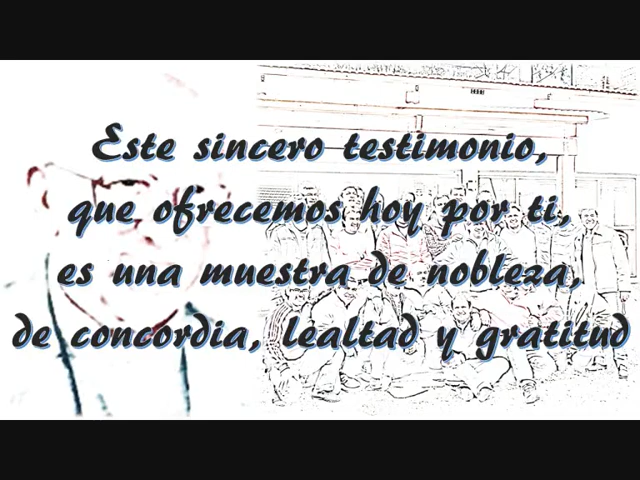 Este sincero testimonio,
que ofrecemos hoy por ti,
es una muestra de nobleza,
de concordia, lealtad y gratitud